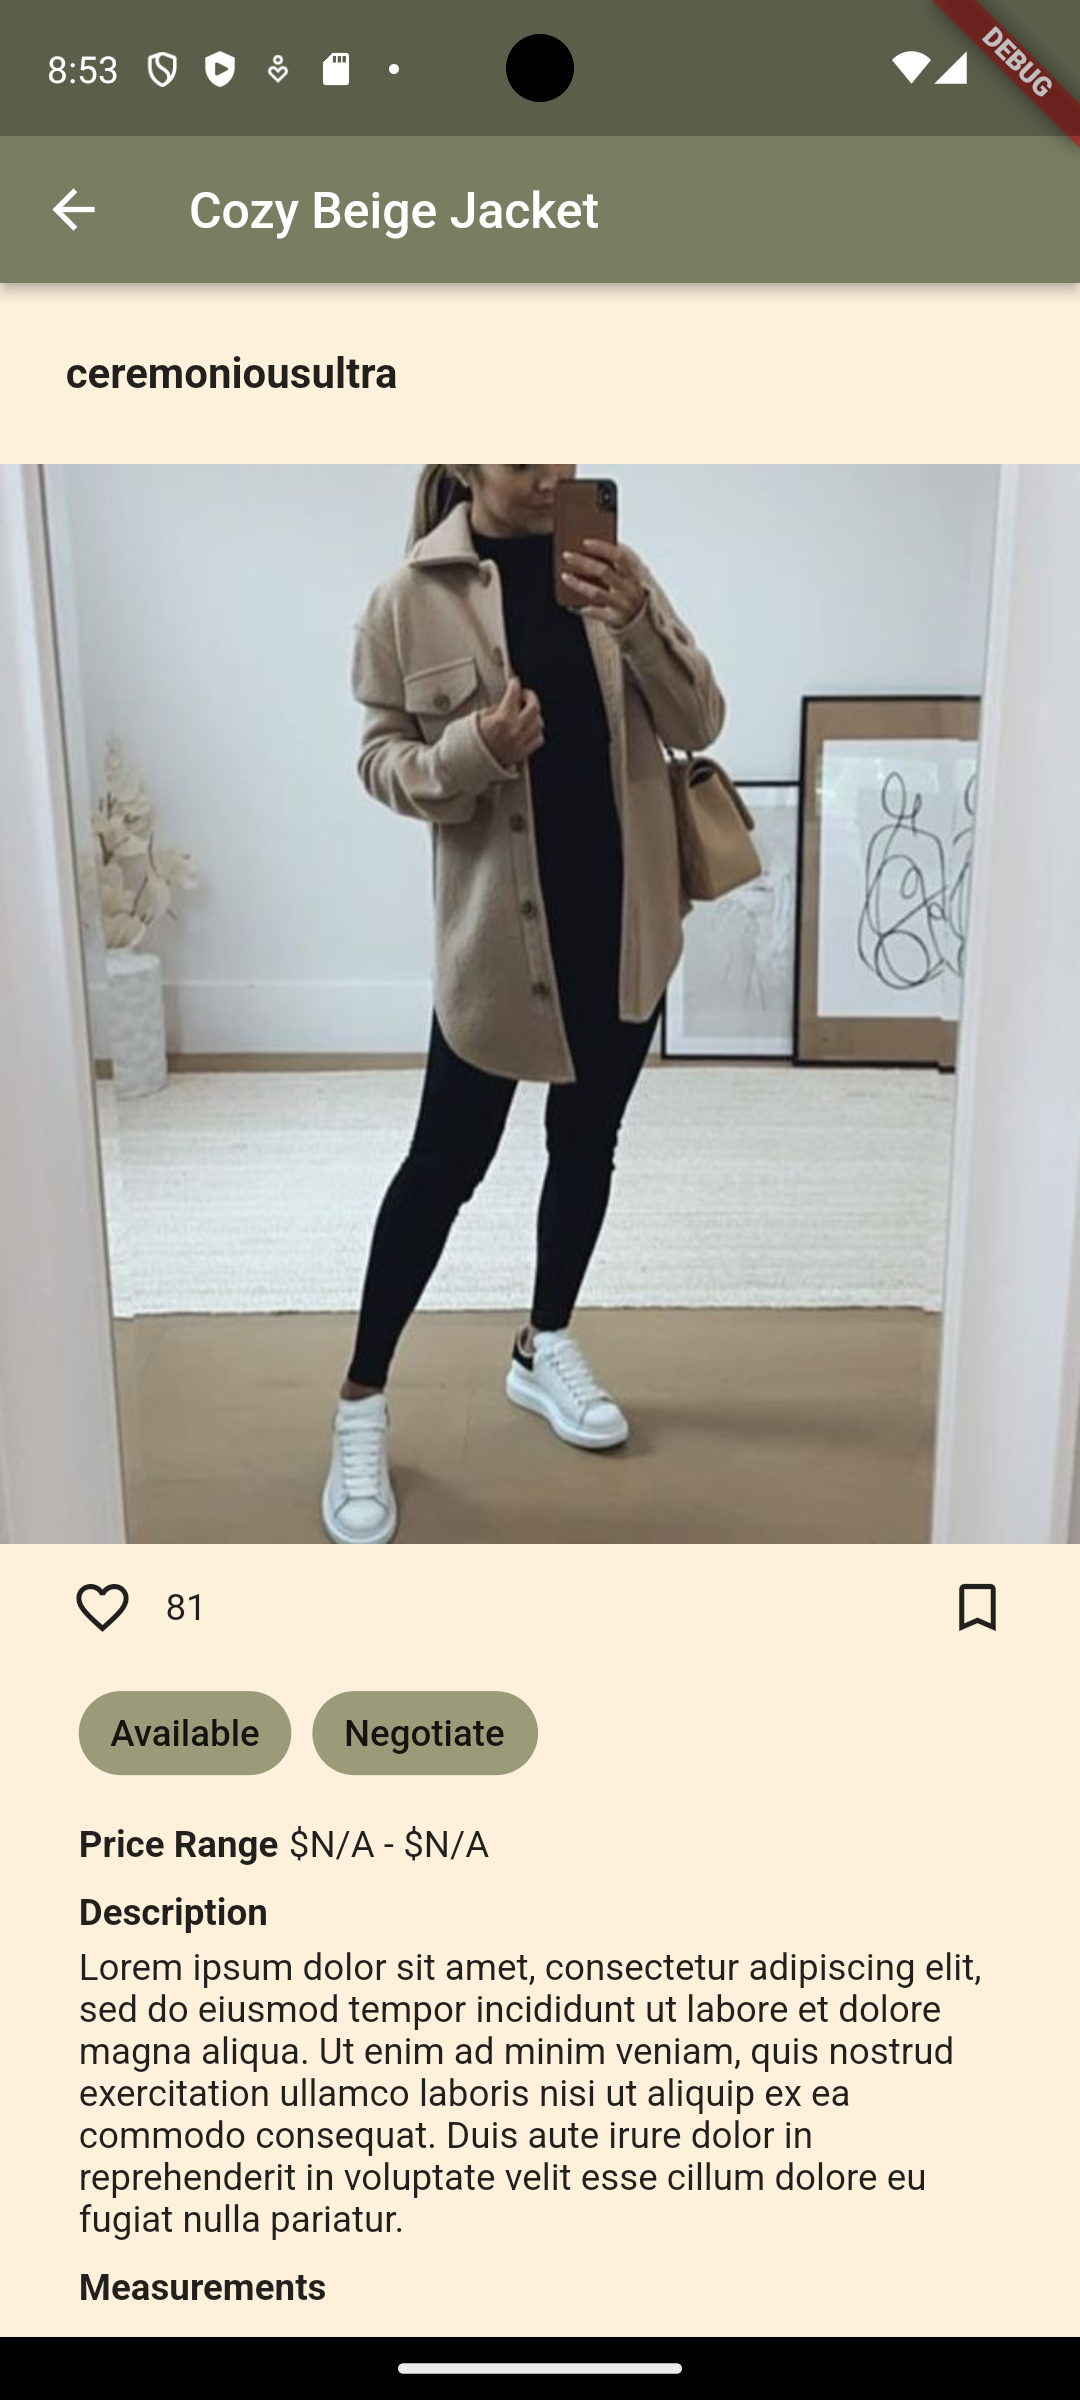 8:53
DEBUG
Cozy Beige Jacket
ceremoniousultra
81
Available
Negotiate
Price Range $N/A - $N/A
Description
Lorem ipsum dolor sit amet, consectetur adipiscing elit,
sed do eiusmod tempor incididunt ut labore et dolore
magna aliqua. Ut enim ad minim veniam, quis nostrud
exercitation ullamco laboris nisi ut aliquip ex ea
commodo consequat. Duis aute irure dolor in
reprehenderit in voluptate velit esse cillum dolore eu
fugiat nulla pariatur.
Measurements